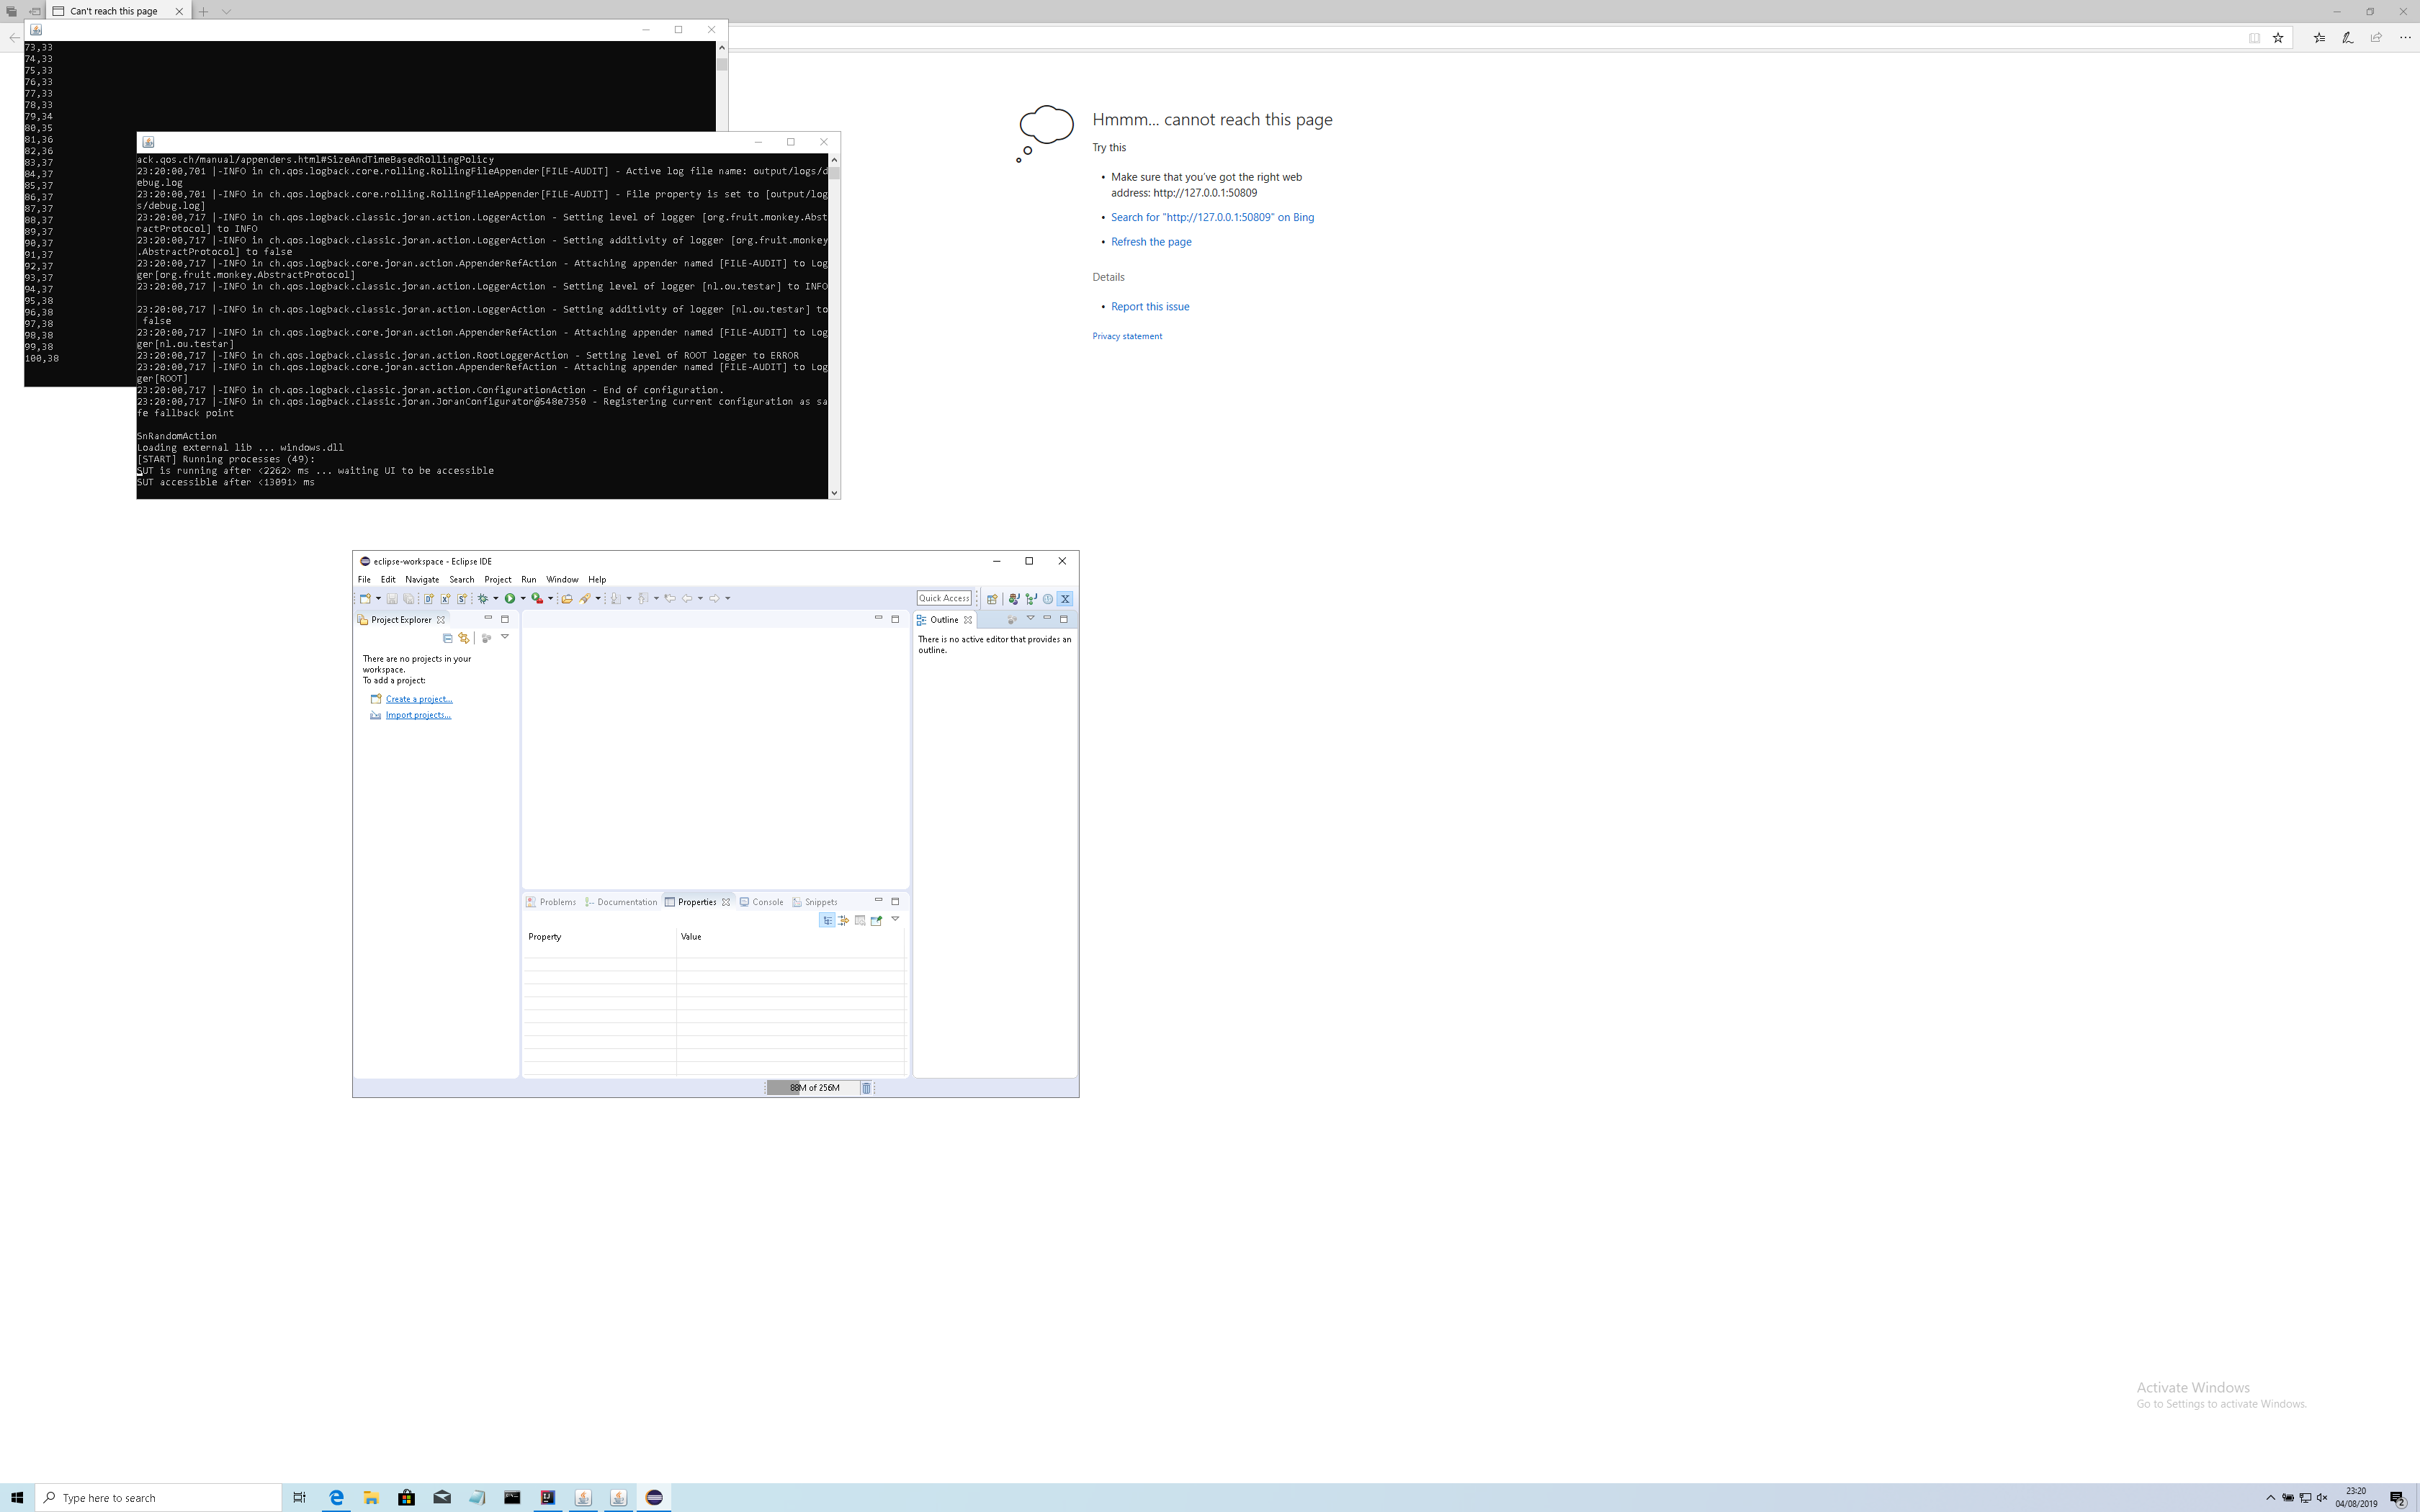 Can't reach this page
73,33
74,33
75,33
76,33
77,33
78,33
79,34
80,35
81,36
82,36
83,37
84,37
85,37
86,37
87,37
88,37
89,37
90,37
91,37
92,37
93,37
94,37
95,38
96,38
97,38
98,38
99,38
100,38
ack.qos.ch/manual/appenders.html#SizeAndTimeBasedRollingPolicy
23:20:00,701 |-INFO in ch.qos.logback.core.rolling.RollingFileAppender[FILE-AUDIT] - Active log file name: output/logs/d
ebug.log
23:20:00,701 |-INFO in ch.qos.logback.core.rolling.RollingFileAppender[FILE-AUDIT] - File property is set to [output/log
s/debug.log]
23:20:00,717 |-INFO in ch.qos.logback.classic.joran.action.LoggerAction - Setting level of logger [org.fruit.monkey.Abst
ractProtocol] to INFO
23:20:00,717 |-INFO in ch.qos.logback.classic.joran.action.LoggerAction - Setting additivity of logger [org.fruit.monkey
.AbstractProtocol] to false
23:20:00,717 |-INFO in ch.qos.logback.core.joran.action.AppenderRefAction - Attaching appender named [FILE-AUDIT] to Log
ger[org.fruit.monkey.AbstractProtocol]
23:20:00,717 |-INFO in ch.qos.logback.classic.joran.action.LoggerAction - Setting level of logger [nl.ou.testar] to INFO
23:20:00,717 |-INFO in ch.qos.logback.classic.joran.action.LoggerAction - Setting additivity of logger [nl.ou.testar] to
false
23:20:00,717 |-INFO in ch.qos.logback.core.joran.action.AppenderRefAction - Attaching appender named [FILE-AUDIT] to Log
ger[nl.ou.testar]
23:20:00,717 |-INFO in ch.qos.logback.classic.joran.action.RootLoggerAction - Setting level of ROOT logger to ERROR
23:20:00,717 |-INFO in ch.qos.logback.core.joran.action.AppenderRefAction - Attaching appender named [FILE-AUDIT] to Log
ger[ROOT]
23:20:00,717 |-INFO in ch.qos.logback.classic.joran.action.ConfigurationAction - End of configuration.
23:20:00,717 |-INFO in ch.qos.logback.classic.joran.JoranConfigurator@548e7350 - Registering current configuration as sa
fe fallback point
SnRandomAction
Loading external lib ... windows.dll
[START] Running processes (49):
SUT is running after <2262> ms ... waiting UI to be accessible
SUT accessible after <13091> ms
Hmmm... cannot reach this page
Try this
• Make sure that you've got the right web
address: http://127.0.0.1:50809
• Search for "http://127.0.0.1:50809" on Bing
• Refresh the page
Details
• Report this issue
Privacy statement
eclipse-workspace - Eclipse IDE
File Edit Navigate Search Project Run Window Help
Quick Access
Project Explorer
There are no projects in your
workspace.
To add a project:
Create a project...
Import projects...
Outline
There is no active editor that provides an
outline.
Problems Documentation Properties Console Snippets
Property Value
88M of 256M
Activate Windows
Go to Settings to activate Windows.
Type here to search
23:20
04/08/2019
2